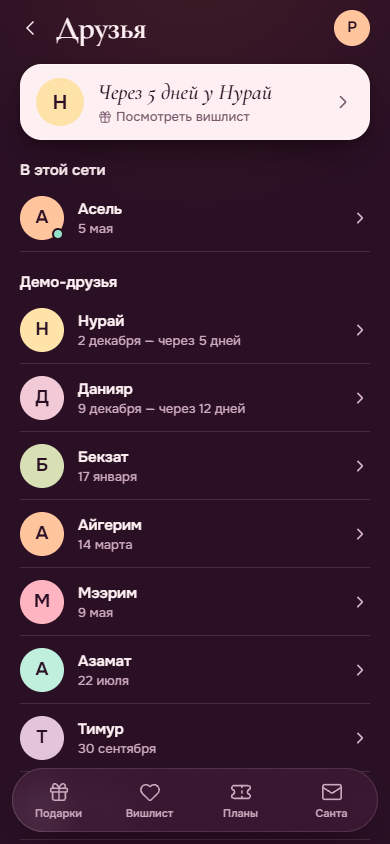 Друзья
Р
Н
Через 5 дней у Нурай
Посмотреть вишлист
В этой сети
А
Асель
5 мая
Демо-друзья
Н
Нурай
2 декабря — через 5 дней
Д
Данияр
9 декабря — через 12 дней
Б
Бекзат
17 января
А
Айгерим
14 марта
М
Мээрим
9 мая
А
Азамат
22 июля
Т
Тимур
30 сентября
Подарки
Вишлист
Планы
Санта